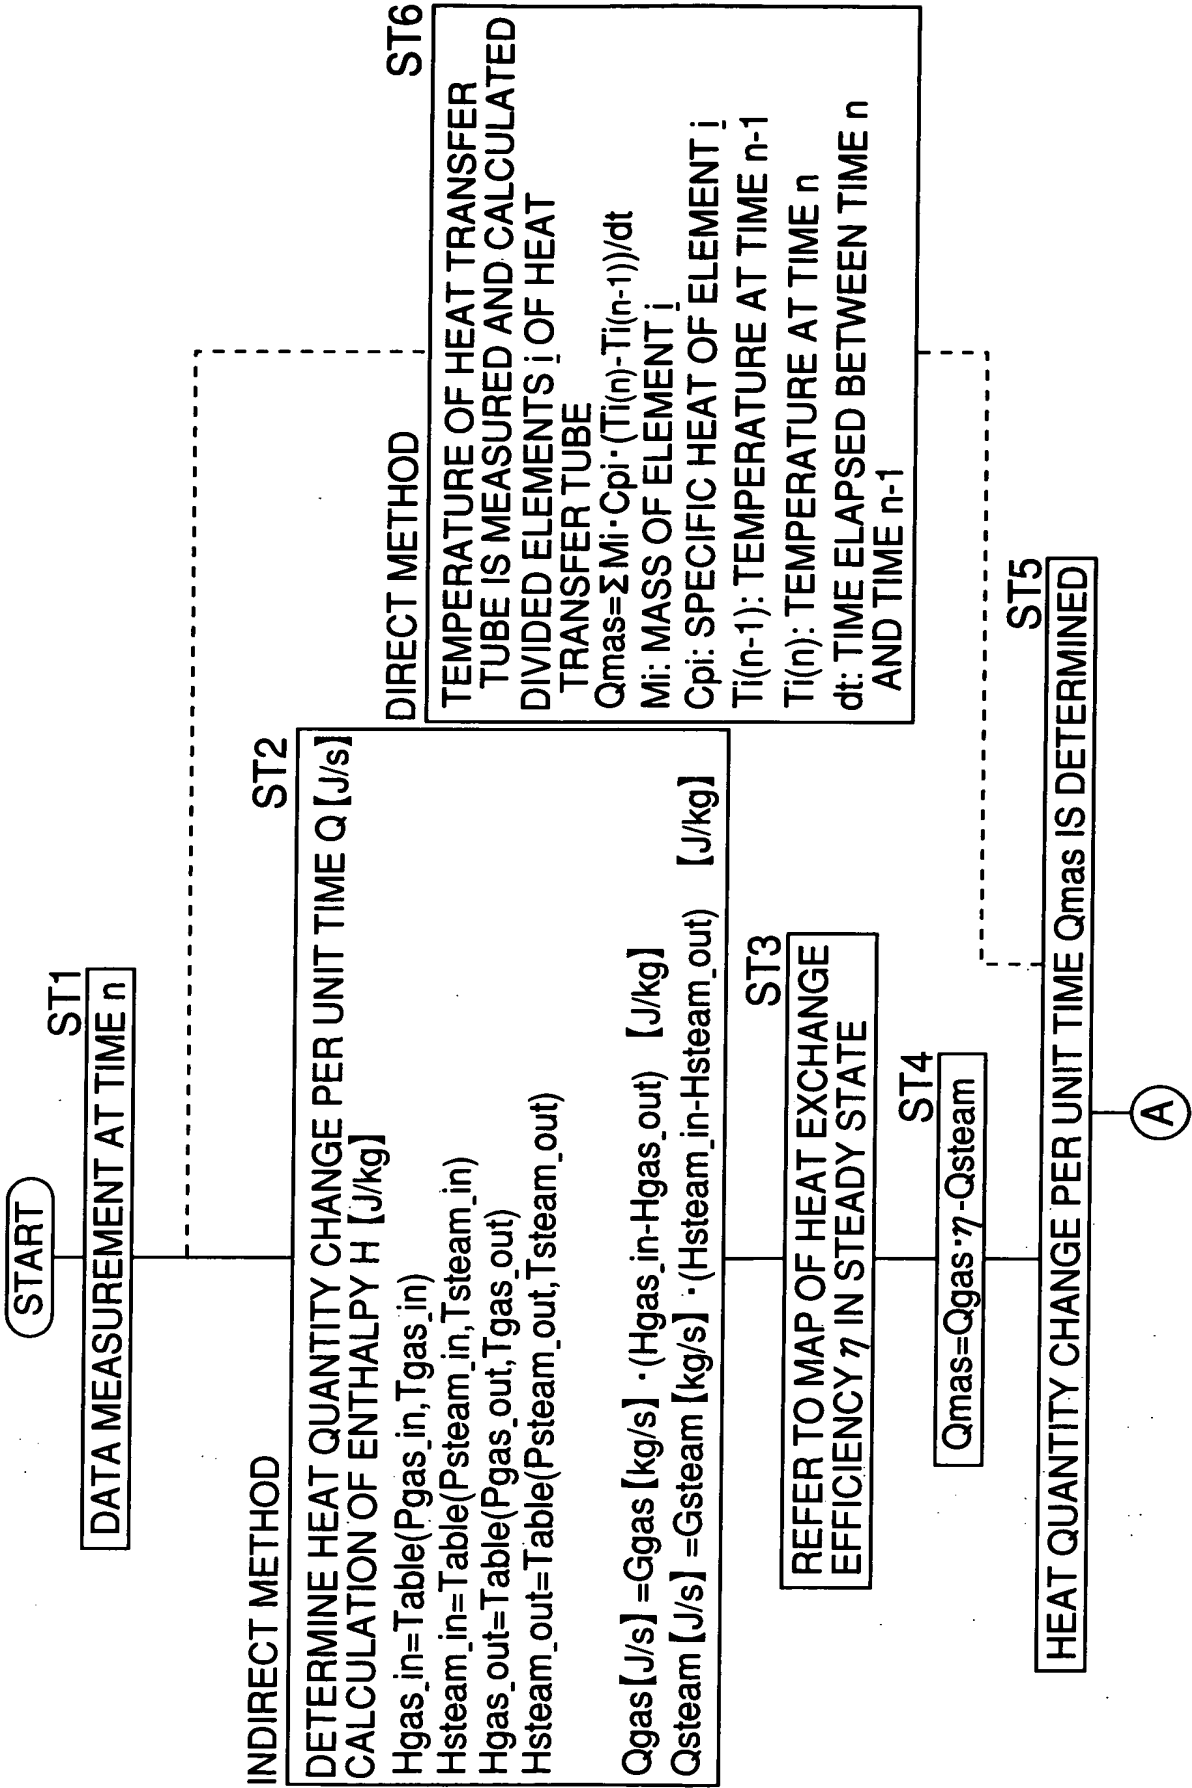 START
ST1
DATA MEASUREMENT AT TIME n
INDIRECT METHOD
ST2
DETERMINE HEAT QUANTITY CHANGE PER UNIT TIME Q【J/s】
CALCULATION OF ENTHALPY H【J/kg】
Hgas_in=Table(Pgas_in,Tgas_in)
Hsteam_in=Table(Psteam_in,Tsteam_in)
Hgas_out=Table(Pgas_out,Tgas_out)
Hsteam_out=Table(Psteam_out,Tsteam_out)
Qgas【J/s】=Ggas【kg/s】·(Hgas_in-Hgas_out) 【J/kg】
Qsteam【J/s】=Gsteam【kg/s】·(Hsteam_in-Hsteam_out) 【J/kg】
ST3
REFER TO MAP OF HEAT EXCHANGE
EFFICIENCY η IN STEADY STATE
ST4
Qmas=Qgas·η-Qsteam
DIRECT METHOD
ST6
TEMPERATURE OF HEAT TRANSFER
TUBE IS MEASURED AND CALCULATED
DIVIDED ELEMENTS i OF HEAT
TRANSFER TUBE
Qmas=ΣMi·Cpi·(Ti(n)-Ti(n-1))/dt
Mi: MASS OF ELEMENT i
Cpi: SPECIFIC HEAT OF ELEMENT i
Ti(n-1): TEMPERATURE AT TIME n-1
Ti(n): TEMPERATURE AT TIME n
dt: TIME ELAPSED BETWEEN TIME n
AND TIME n-1
ST5
HEAT QUANTITY CHANGE PER UNIT TIME Qmas IS DETERMINED
A